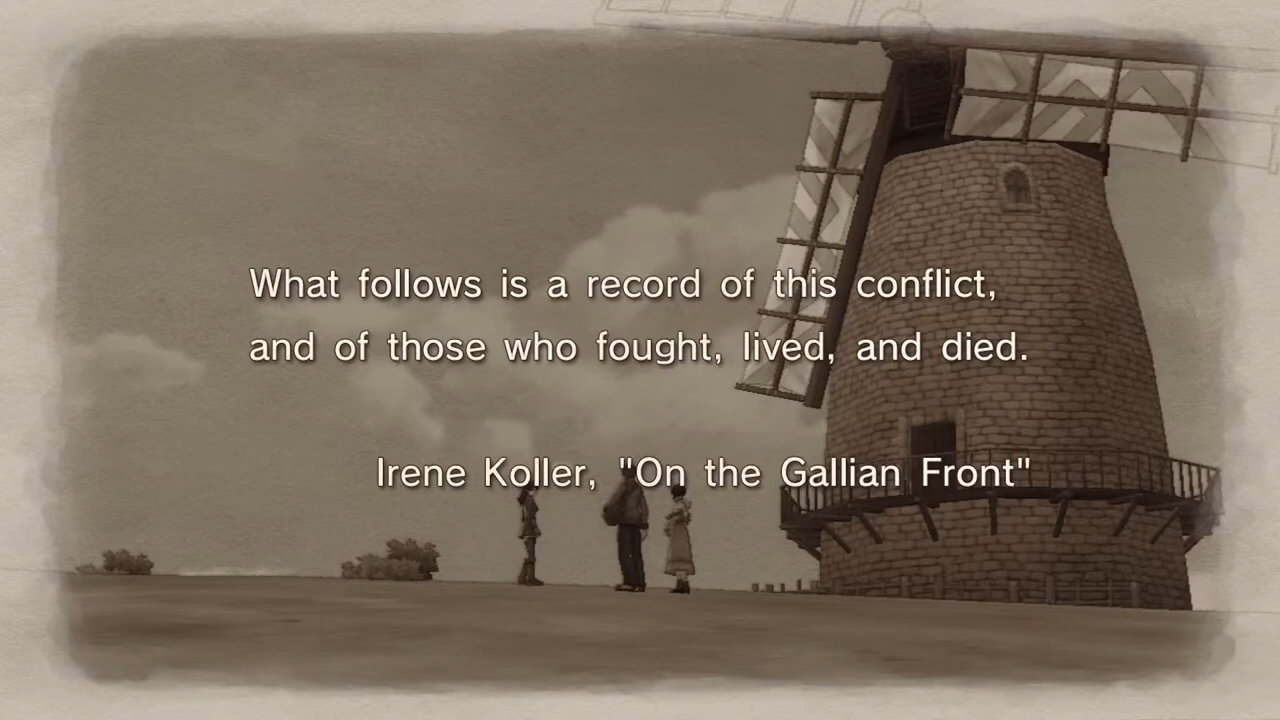 What follows is a record of this conflict,
and of those who fought, lived, and died.
Irene Koller, "On the Gallian Front"